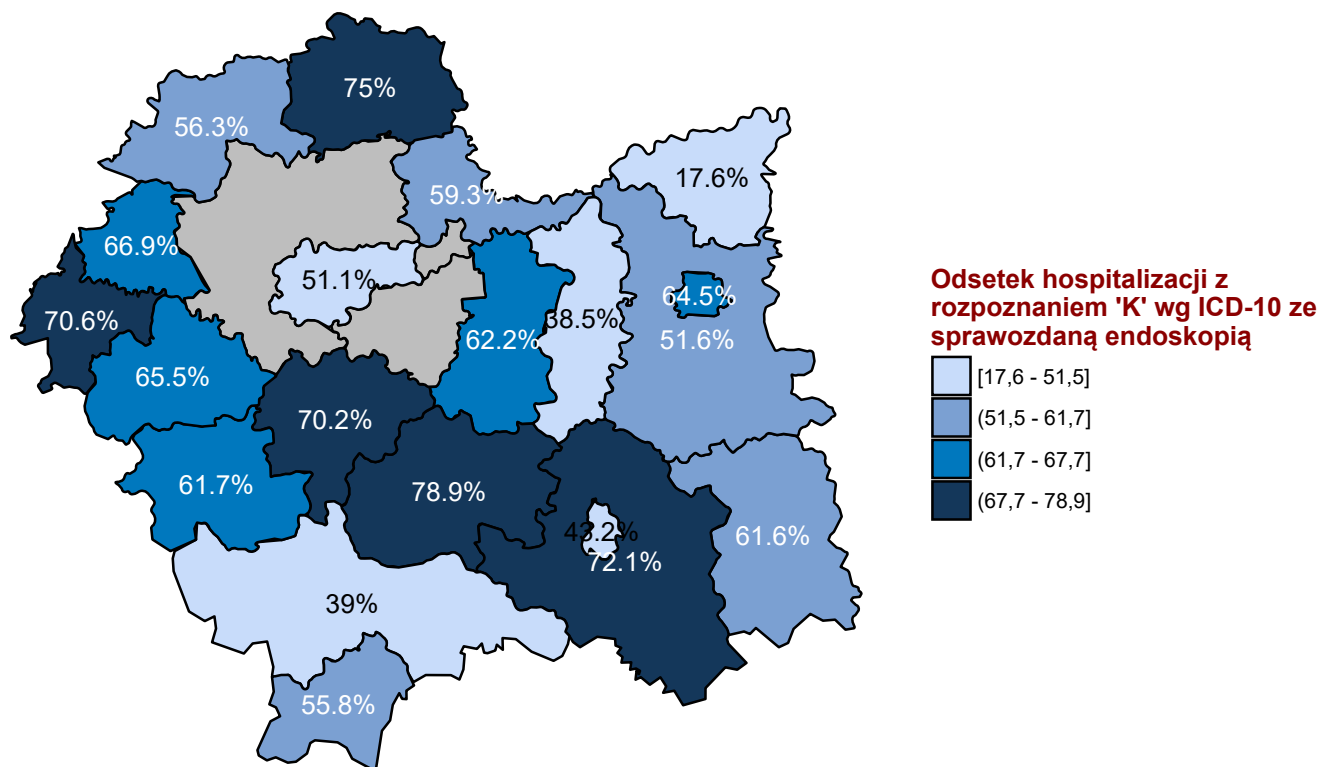 75%
56.3%
17.6%
59.3%
66.9%
51.1%
64.5%
70.6%
38.5%
62.2%
51.6%
65.5%
70.2%
61.7%
78.9%
43.2%
61.6%
72.1%
39%
55.8%
Odsetek hospitalizacji z
rozpoznaniem 'K' wg ICD-10 ze
sprawozdaną endoskopią
[17,6 - 51,5]
(51,5 - 61,7]
(61,7 - 67,7]
(67,7 - 78,9]